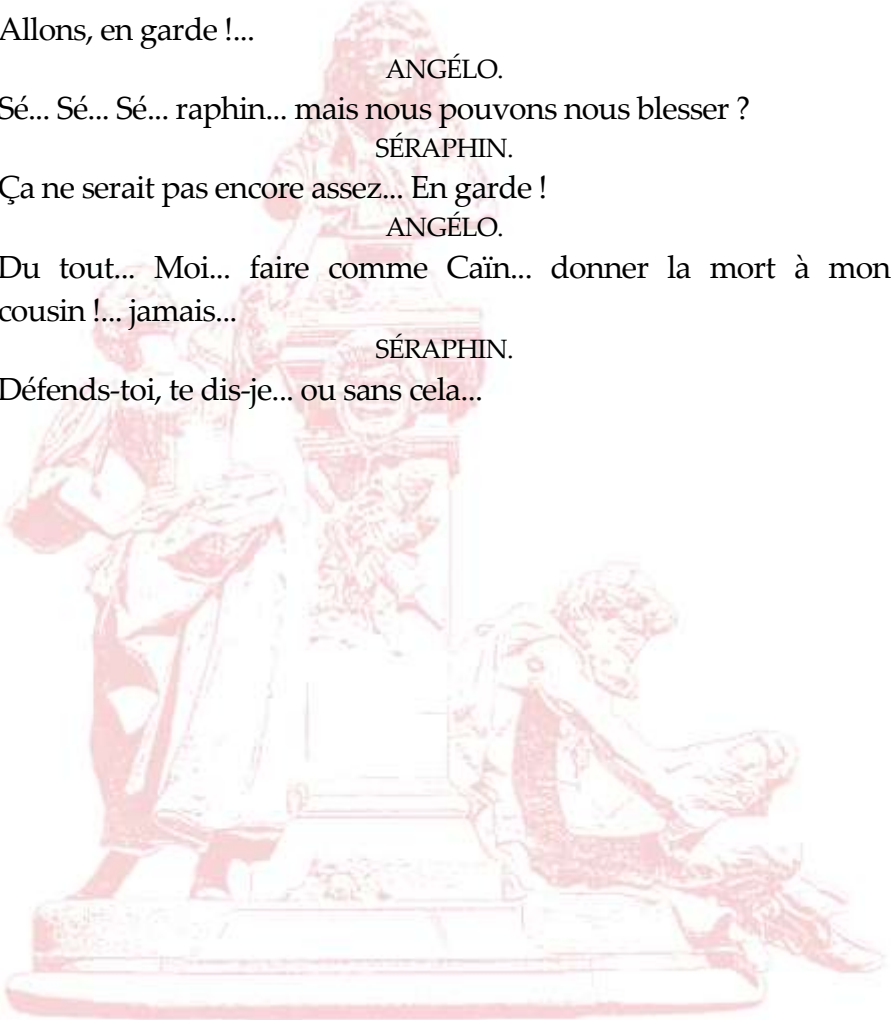 Allons, en garde !...
ANGÉLO.
Sé... Sé... Sé... raphin... mais nous pouvons nous blesser ?
SÉRAPHIN.
Ça ne serait pas encore assez... En garde !
ANGÉLO.
Du tout... Moi... faire comme Caïn... donner la mort à mon
cousin !... jamais...
SÉRAPHIN.
Défends-toi, te dis-je... ou sans cela...